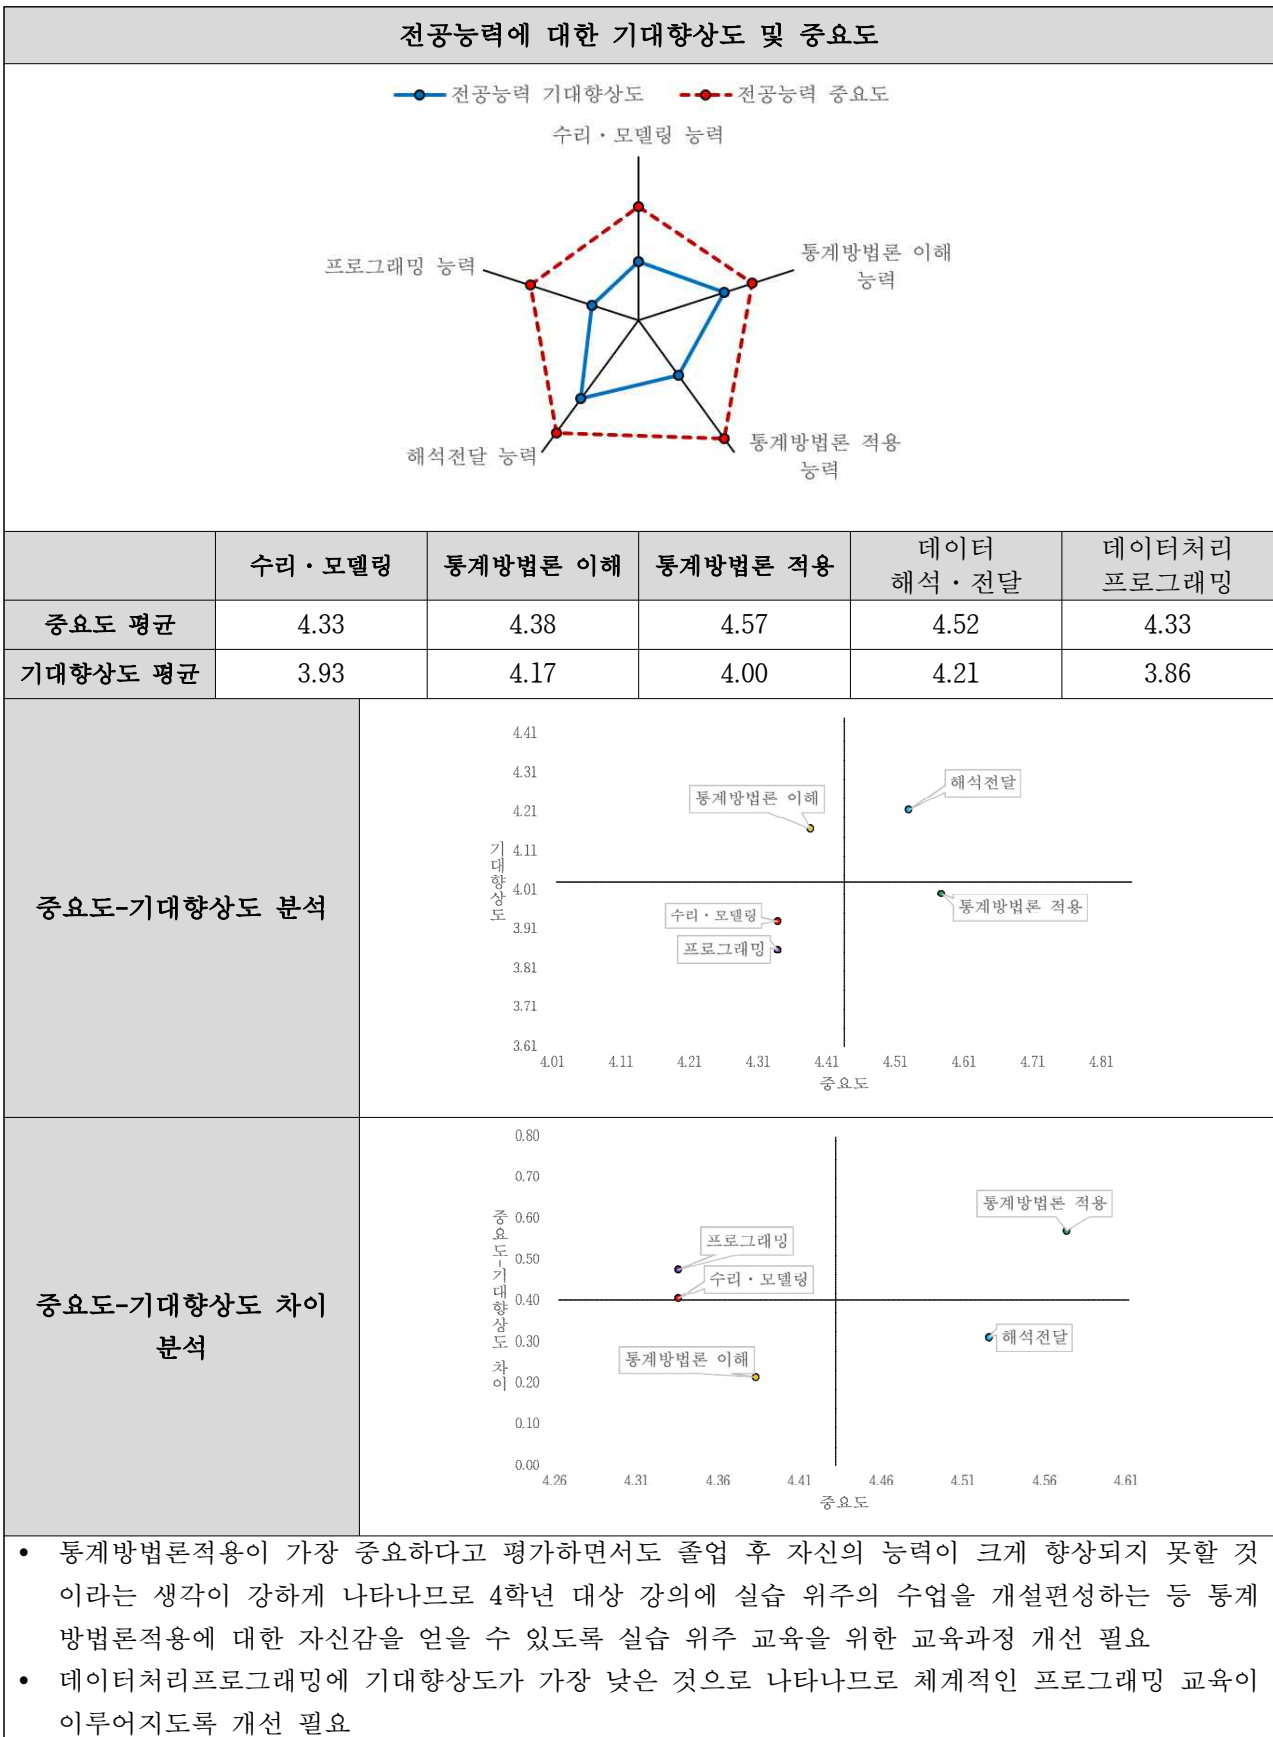 전공능력에 대한 기대향상도 및 중요도
전공능력 기대향상도 전공능력 중요도
수리・모델링 능력
통계방법론 이해
능력
프로그래밍 능력
해석전달 능력
통계방법론 적용
능력
수리・모델링 통계방법론 이해 통계방법론 적용 데이터 해석・전달 데이터처리 프로그래밍
중요도 평균 4.33 4.38 4.57 4.52 4.33
기대향상도 평균 3.93 4.17 4.00 4.21 3.86
중요도-기대향상도 분석
기대향상도
4.41
4.31
4.21
4.11
4.01
3.91
3.81
3.71
3.61
해석전달
통계방법론 이해
통계방법론 적용
수리・모델링
프로그래밍
4.01 4.11 4.21 4.31 4.41 4.51 4.61 4.71 4.81
중요도
중요도-기대향상도 차이
분석
중요도-기대향상도 차이
0.80
0.70
0.60
0.50
0.40
0.30
0.20
0.10
0.00
통계방법론 적용
프로그래밍
수리・모델링
해석전달
통계방법론 이해
4.26 4.31 4.36 4.41 4.46 4.51 4.56 4.61
중요도
• 통계방법론적용이 가장 중요하다고 평가하면서도 졸업 후 자신의 능력이 크게 향상되지 못할 것
이라는 생각이 강하게 나타나므로 4학년 대상 강의에 실습 위주의 수업을 개설편성하는 등 통계
방법론적용에 대한 자신감을 얻을 수 있도록 실습 위주 교육을 위한 교육과정 개선 필요
• 데이터처리프로그래밍에 기대향상도가 가장 낮은 것으로 나타나므로 체계적인 프로그래밍 교육이
이루어지도록 개선 필요